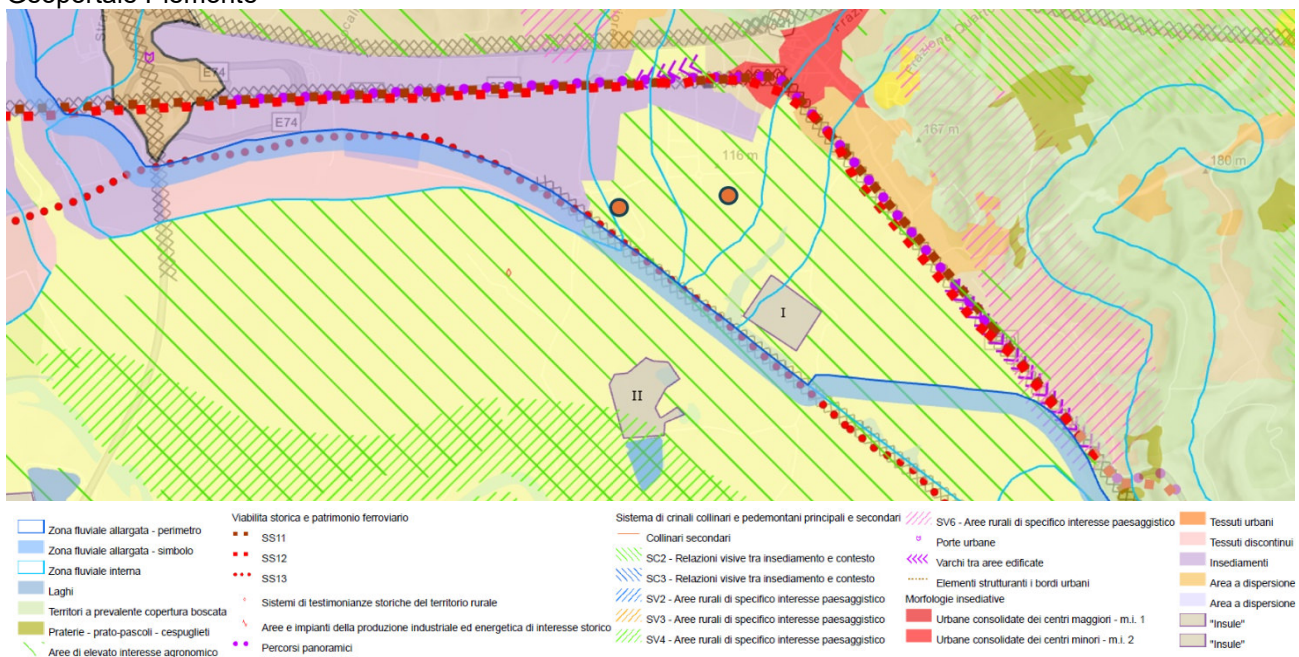 Geoportale Piemonte
E74
E74
116 m
167 m
180 m
I
II
Zona fluviale allargata - perimetro
Zona fluviale allargata - simbolo
Zona fluviale interna
Laghi
Territori a prevalente copertura boscata
Praterie - prato-pascoli - cespuglieti
Aree di elevato interesse agronomico
Viabilita storica e patrimonio ferroviario
SS11
SS12
SS13
Sistemi di testimonianze storiche del territorio rurale
Aree e impianti della produzione industriale ed energetica di interesse storico
Percorsi panoramici
Sistema di crinali collinari e pedemontani principali e secondari
Collinari secondari
SC2 - Relazioni visive tra insediamento e contesto
SC3 - Relazioni visive tra insediamento e contesto
SV2 - Aree rurali di specifico interesse paesaggistico
SV3 - Aree rurali di specifico interesse paesaggistico
SV4 - Aree rurali di specifico interesse paesaggistico
SV6 - Aree rurali di specifico interesse paesaggistico
Porte urbane
Varchi tra aree edificate
Elementi strutturanti i bordi urbani
Morfologie insediative
Urbane consolidate dei centri maggiori - m.i. 1
Urbane consolidate dei centri minori - m.i. 2
Tessuti urbani
Tessuti discontinui
Insediamenti
Area a dispersione
Area a dispersione
"Insule"
"Insule"